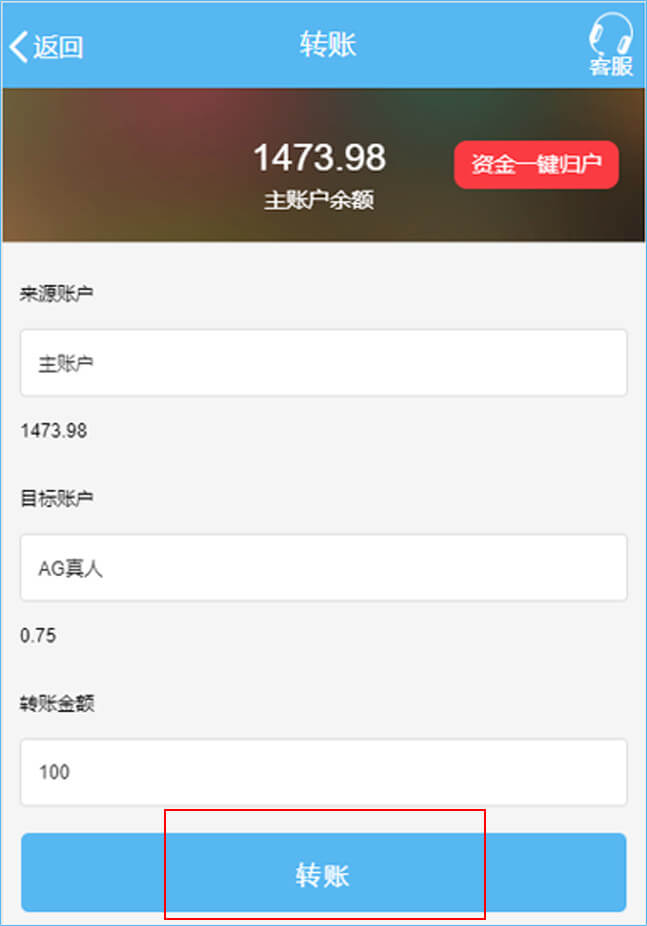 返回
转账
客服
1473.98
资金一键归户
主账户余额
来源账户
主账户
1473.98
目标账户
AG真人
0.75
转账金额
100
转账